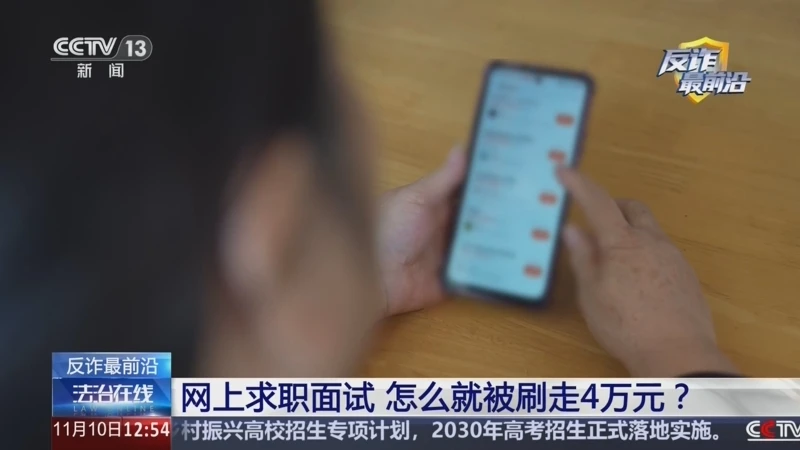 CCTV 13
新闻
反诈
最前沿
反诈最前沿
法治在线
LAW ONLINE
网上求职面试 怎么就被刷走4万元？
11月10日12:54
村振兴高校招生专项计划，2030年高考招生正式落地实施。
CCTV